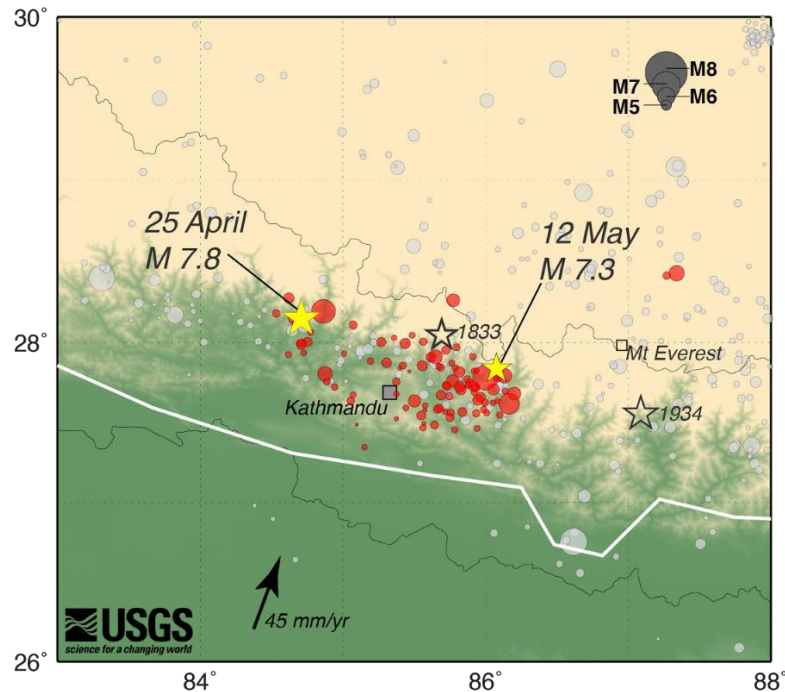 30°
M8
M7
M6
M5
25 April
M 7.8
12 May
M 7.3
1833
28°
Mt Everest
Kathmandu
1934
45 mm/yr
USGS
science for a changing world
26°
84°
86°
88°